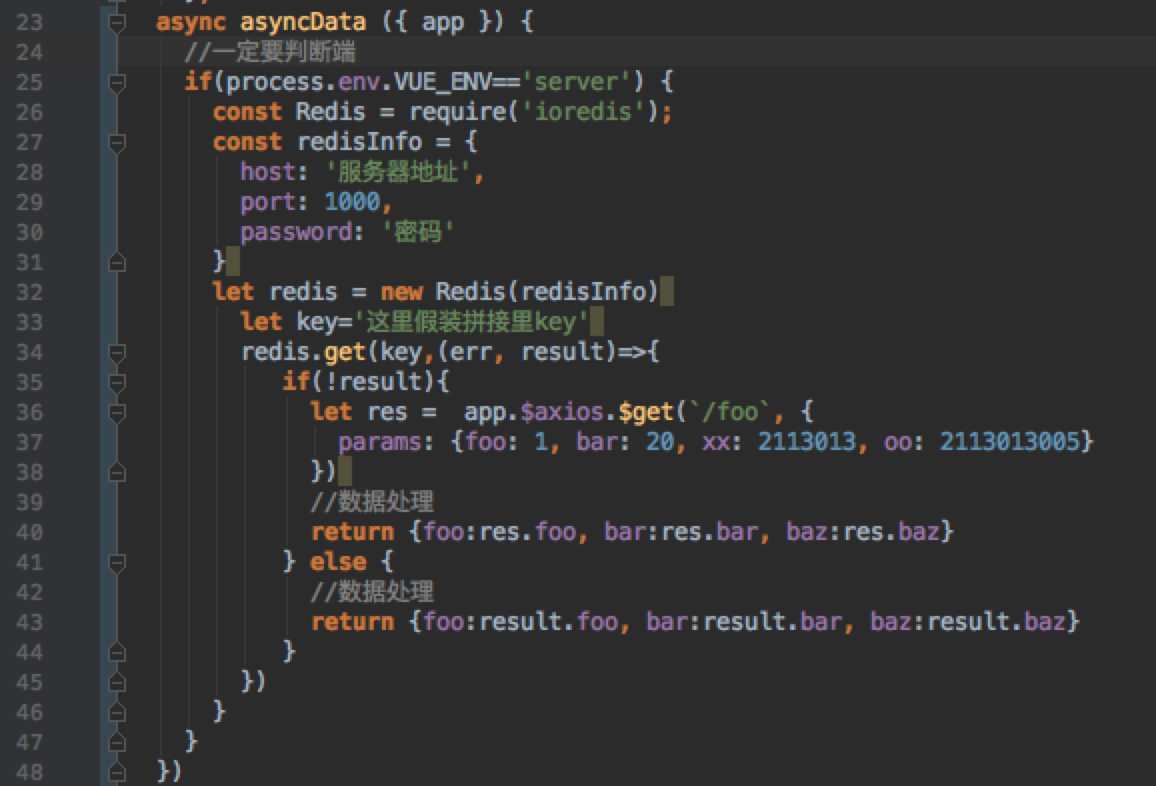 23 async asyncData ({ app }) {
24 //一定要判断端
25 if(process.env.VUE_ENV=='server') {
26 const Redis = require('ioredis');
27 const redisInfo = {
28 host: '服务器地址',
29 port: 1000,
30 password: '密码'
31 }
32 let redis = new Redis(redisInfo)
33 let key='这里假装拼接里key'
34 redis.get(key,(err, result)=>{
35 if(!result){
36 let res =  app.$axios.$get(`/foo`, {
37 params: {foo: 1, bar: 20, xx: 2113013, oo: 2113013005}
38 })
39 //数据处理
40 return {foo:res.foo, bar:res.bar, baz:res.baz}
41 } else {
42 //数据处理
43 return {foo:result.foo, bar:result.bar, baz:result.baz}
44 }
45 })
46 }
47 }
48 })